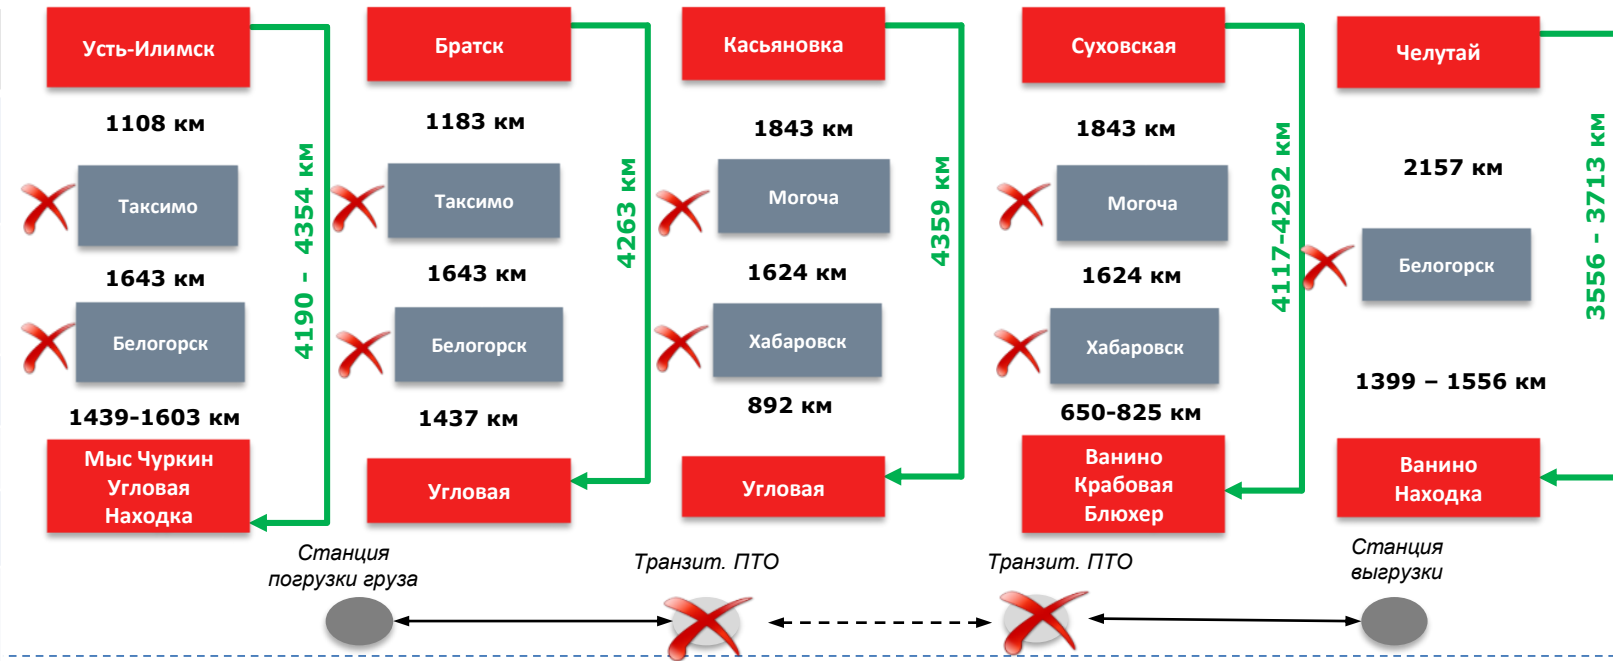 Усть-Илимск
1108 км
Таксимо
1643 км
Белогорск
1439-1603 км
Мыс Чуркин
Угловая
Находка
4190 - 4354 км
Братск
1183 км
Таксимо
1643 км
Белогорск
1437 км
Угловая
4263 км
Касьяновка
1843 км
Могоча
1624 км
Хабаровск
892 км
Угловая
4359 км
Суховская
1843 км
Могоча
1624 км
Хабаровск
650-825 км
Ванино
Крабовая
Блюхер
4117-4292 км
Челутай
2157 км
Белогорск
1399 – 1556 км
Ванино
Находка
3556 - 3713 км
Станция
погрузки груза
Транзит. ПТО
Транзит. ПТО
Станция
выгрузки